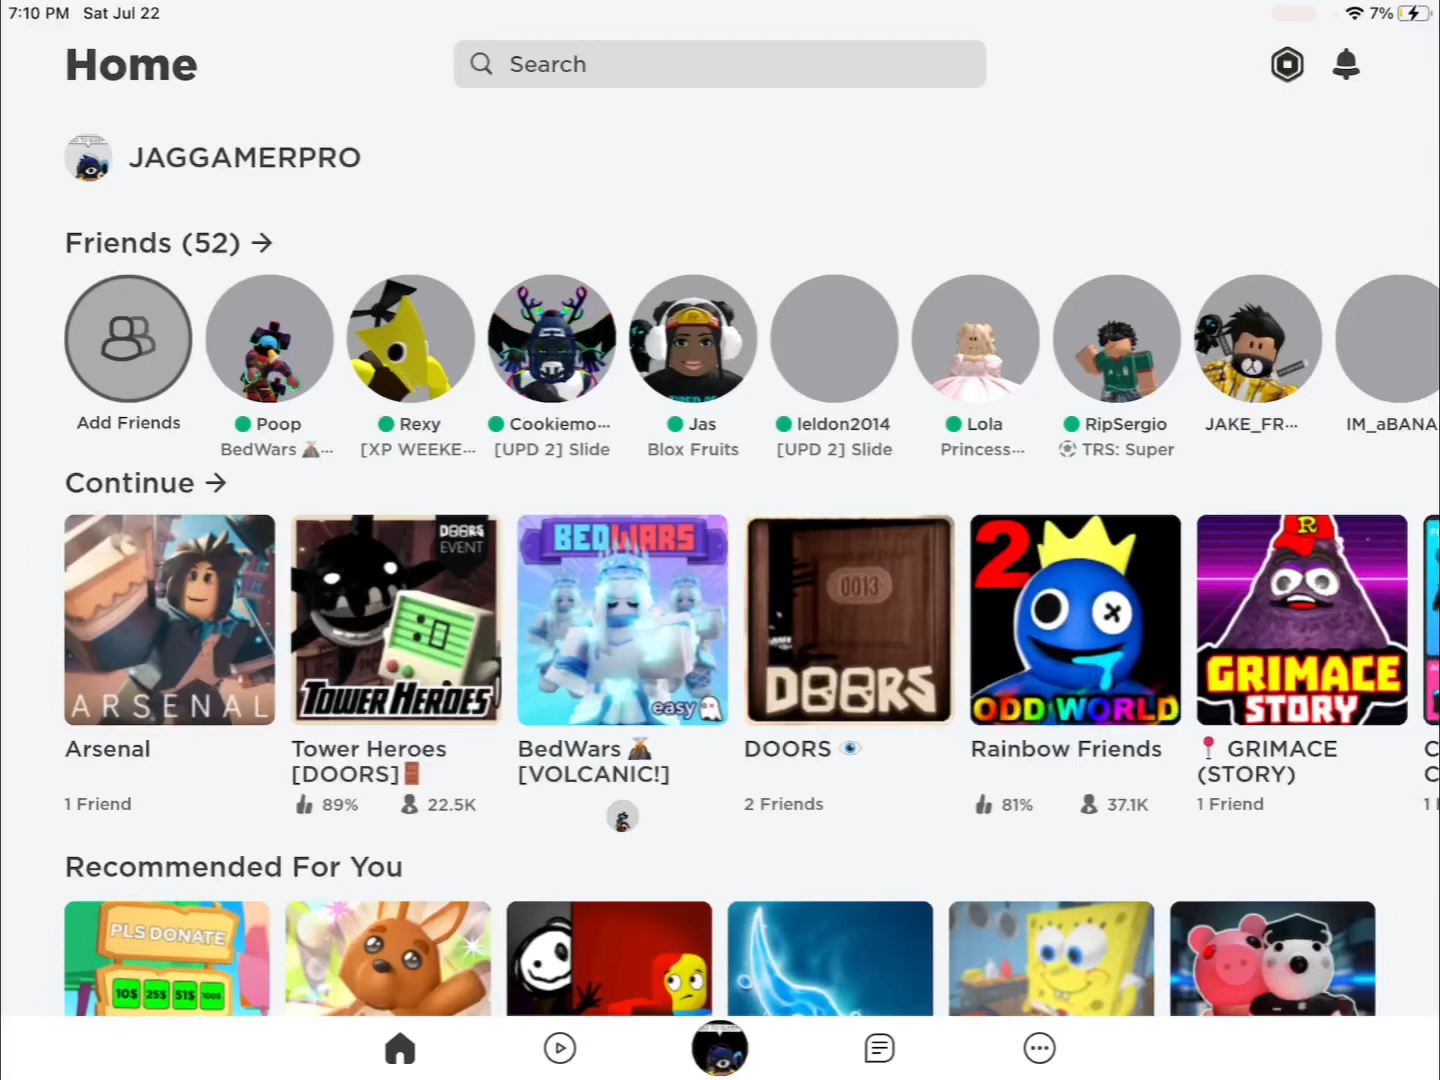 7:10 PM Sat Jul 22
7%
Home
Search
JAGGAMERPRO
Friends (52) →
Add Friends
Poop
BedWars 🌋...
Rexy
[XP WEEKE...
Cookiemo...
[UPD 2] Slide
Jas
Blox Fruits
leldon2014
[UPD 2] Slide
Lola
Princess...
RipSergio
⚽ TRS: Super
JAKE_FR...
IM_aBANA
Continue →
ARSENAL
DOORS
EVENT
TOWER HEROES
BEDWARS
easy
0013
DOORS
2
ODD WORLD
R
GRIMACE
STORY
Arsenal
1 Friend
Tower Heroes
[DOORS]🚪
89% 22.5K
BedWars 🌋
[VOLCANIC!]
DOORS 👁️
2 Friends
Rainbow Friends
81% 37.1K
📍 GRIMACE
(STORY)
1 Friend
Recommended For You
PLS DONATE
10$ 25$ 51$ 100$